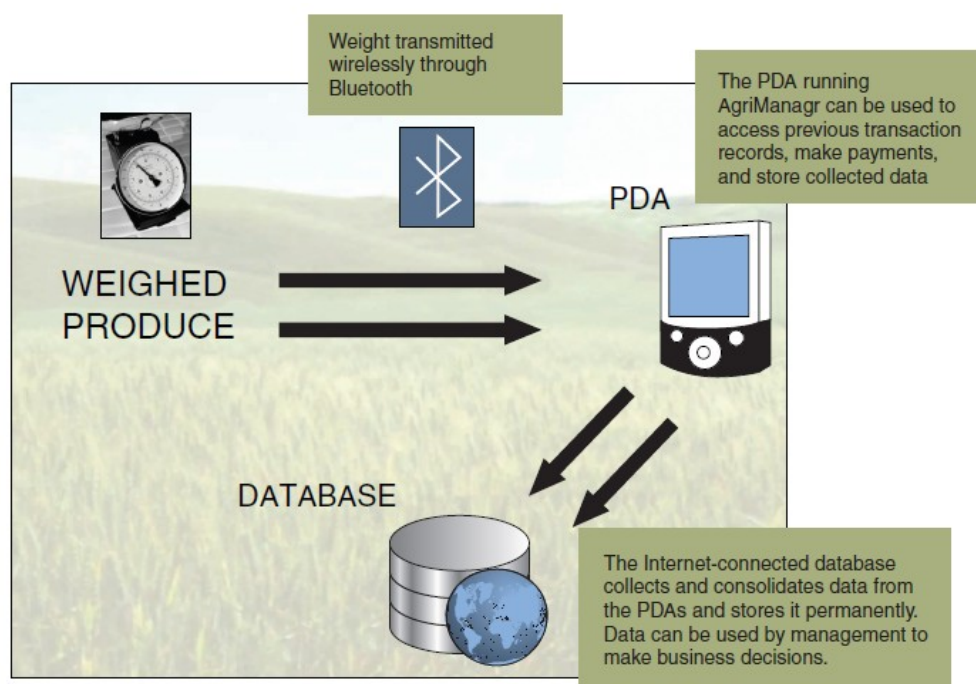 Weight transmitted
wirelessly through
Bluetooth
The PDA running
AgriManagr can be used to
access previous transaction
records, make payments,
and store collected data
PDA
WEIGHED
PRODUCE
DATABASE
The Internet-connected database
collects and consolidates data from
the PDAs and stores it permanently.
Data can be used by management to
make business decisions.